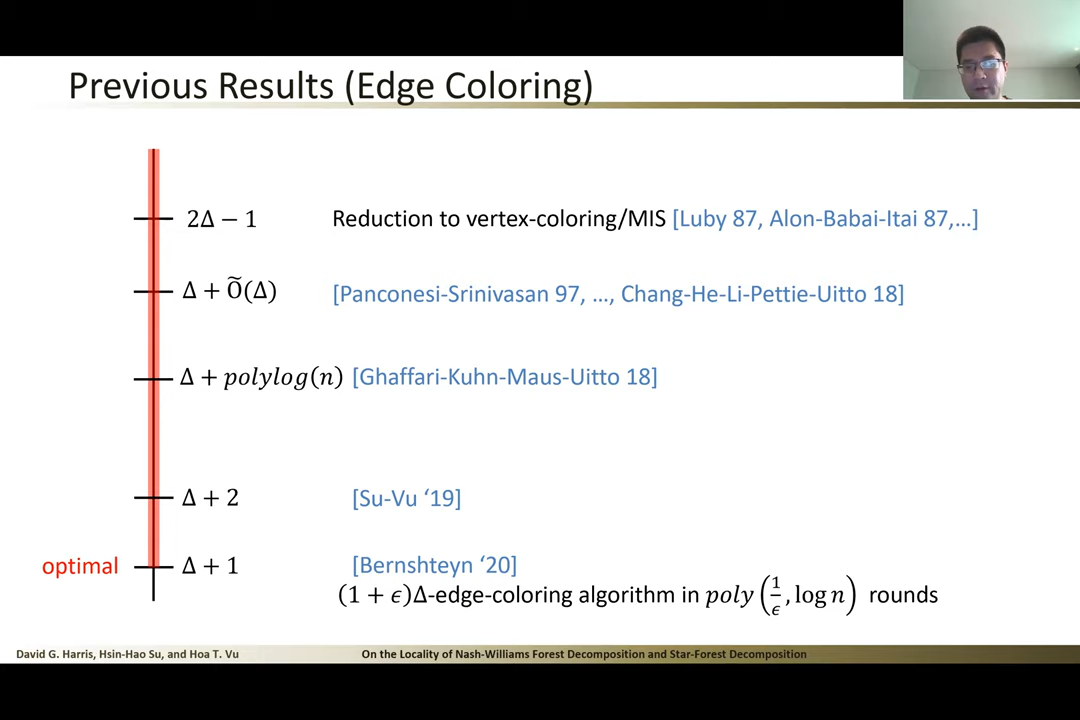 Previous Results (Edge Coloring)
2Δ − 1 Reduction to vertex-coloring/MIS [Luby 87, Alon-Babai-Itai 87,…]
Δ + Õ(Δ) [Panconesi-Srinivasan 97, …, Chang-He-Li-Pettie-Uitto 18]
Δ + polylog(n) [Ghaffari-Kuhn-Maus-Uitto 18]
Δ + 2 [Su-Vu ‘19]
optimal Δ + 1 [Bernshteyn ‘20]
(1 + ϵ)Δ-edge-coloring algorithm in poly(1/ϵ, log n) rounds
David G. Harris, Hsin-Hao Su, and Hoa T. Vu On the Locality of Nash-Williams Forest Decomposition and Star-Forest Decomposition